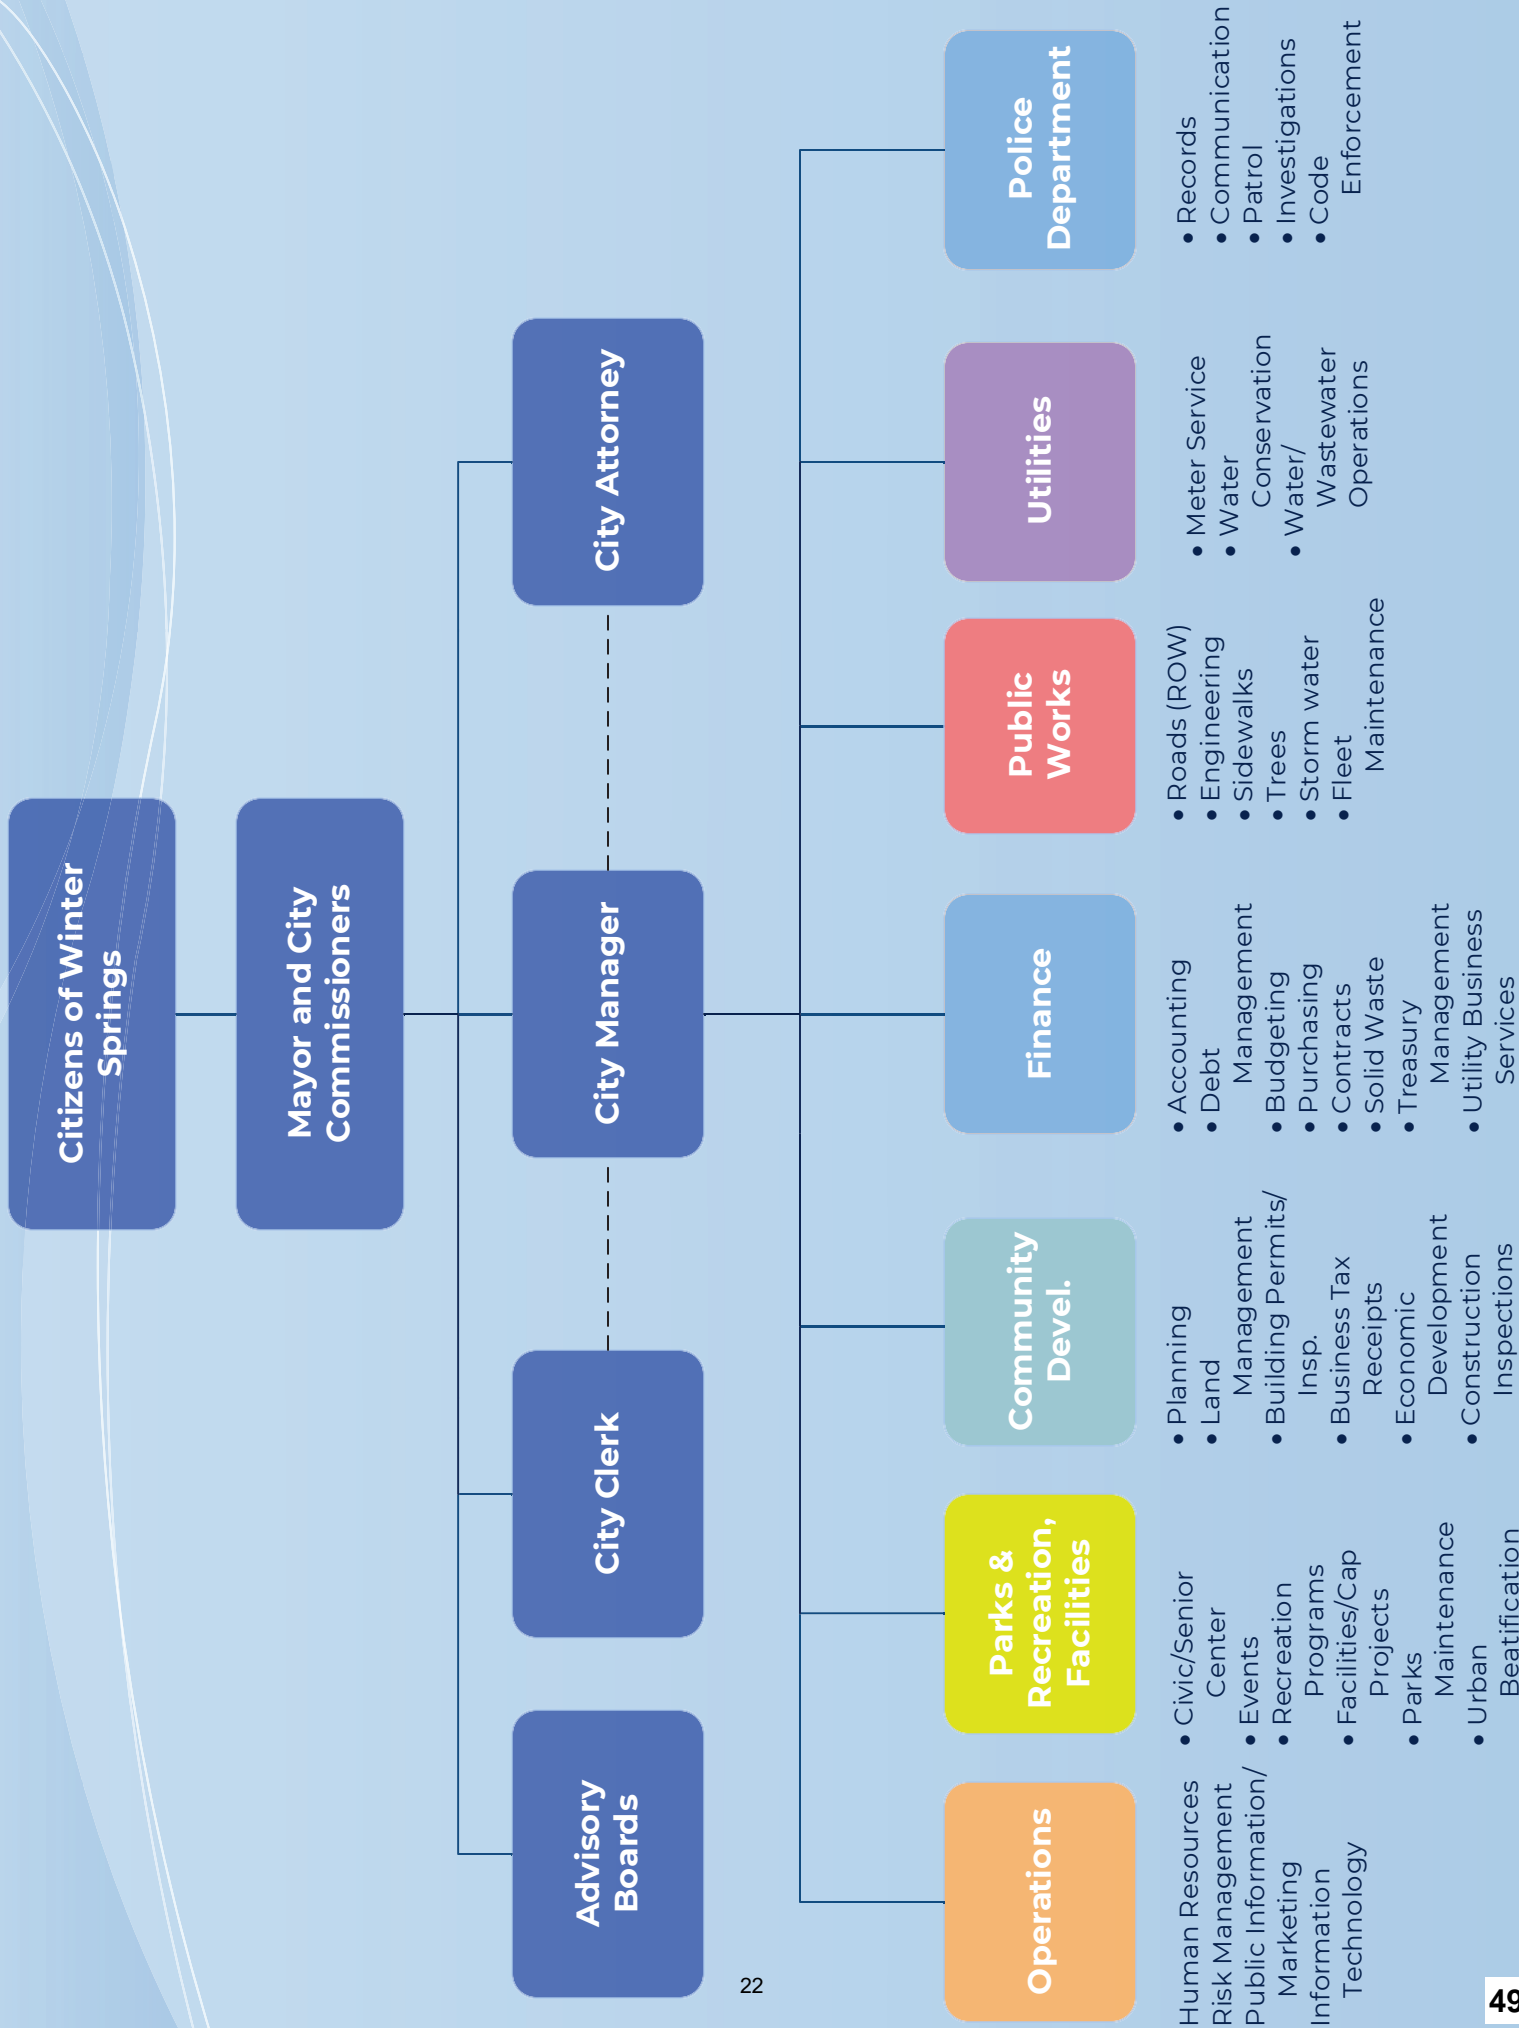 Citizens of Winter
Springs
Mayor and City
Commissioners
Advisory
Boards
City Clerk
City Manager
City Attorney
Operations
Human Resources
Risk Management
Public Information/
Marketing
Information
Technology
Parks &
Recreation,
Facilities
• Civic/Senior
Center
• Events
• Recreation
Programs
• Facilities/Cap
Projects
• Parks
Maintenance
• Urban
Beatification
Community
Devel.
• Planning
• Land
Management
• Building Permits/
Insp.
• Business Tax
Receipts
• Economic
Development
• Construction
Inspections
Finance
• Accounting
• Debt
Management
• Budgeting
• Purchasing
• Contracts
• Solid Waste
• Treasury
Management
• Utility Business
Services
Public
Works
• Roads (ROW)
• Engineering
• Sidewalks
• Trees
• Storm water
• Fleet
Maintenance
Utilities
• Meter Service
• Water
Conservation
• Water/
Wastewater
Operations
Police
Department
• Records
• Communication
• Patrol
• Investigations
• Code
Enforcement
22
49